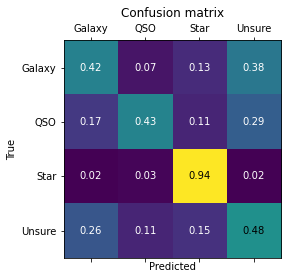 Confusion matrix
Galaxy QSO Star Unsure
Galaxy 0.42 0.07 0.13 0.38
QSO 0.17 0.43 0.11 0.29
True
Star 0.02 0.03 0.94 0.02
Unsure 0.26 0.11 0.15 0.48
Predicted